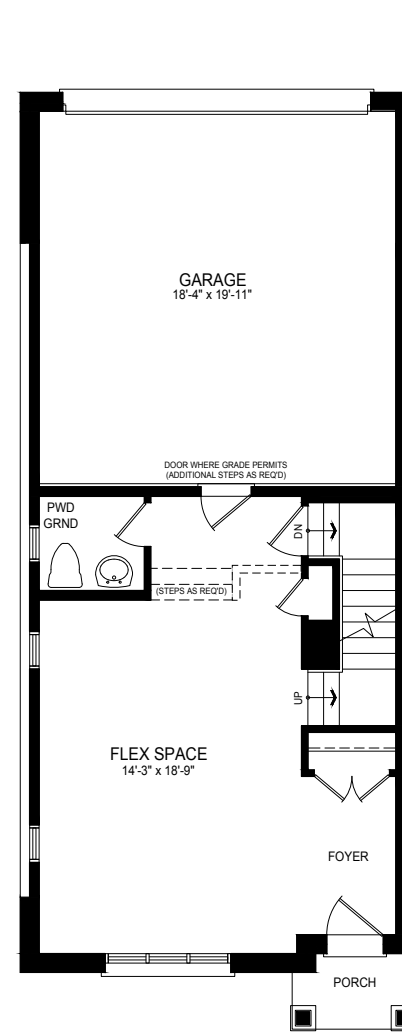 GARAGE
18'-4" x 19'-11"
DOOR WHERE GRADE PERMITS
(ADDITIONAL STEPS AS REQ'D)
PWD
GRND
DN
(STEPS AS REQ'D)
UP
FLEX SPACE
14'-3" x 18'-9"
FOYER
PORCH